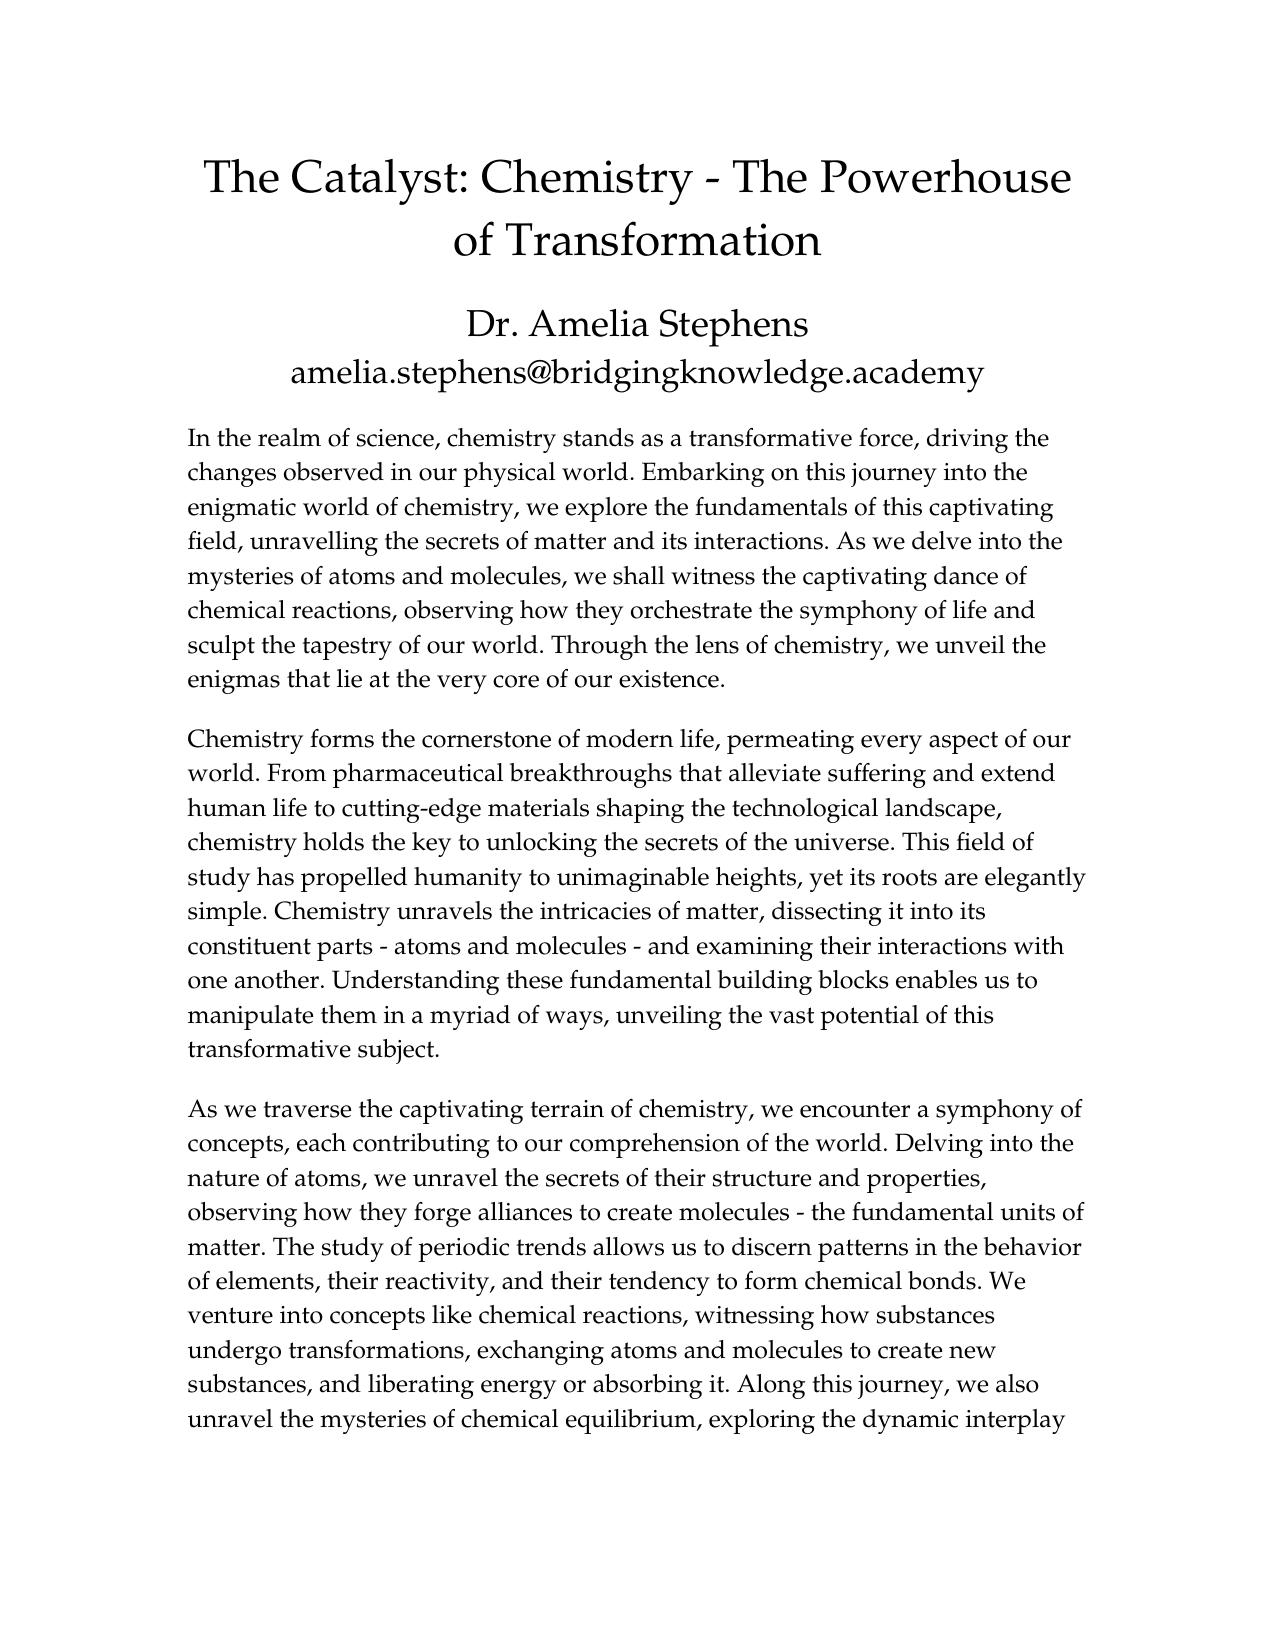 The Catalyst: Chemistry - The Powerhouse
of Transformation
Dr. Amelia Stephens
amelia.stephens@bridgingknowledge.academy
In the realm of science, chemistry stands as a transformative force, driving the
changes observed in our physical world. Embarking on this journey into the
enigmatic world of chemistry, we explore the fundamentals of this captivating
field, unravelling the secrets of matter and its interactions. As we delve into the
mysteries of atoms and molecules, we shall witness the captivating dance of
chemical reactions, observing how they orchestrate the symphony of life and
sculpt the tapestry of our world. Through the lens of chemistry, we unveil the
enigmas that lie at the very core of our existence.
Chemistry forms the cornerstone of modern life, permeating every aspect of our
world. From pharmaceutical breakthroughs that alleviate suffering and extend
human life to cutting-edge materials shaping the technological landscape,
chemistry holds the key to unlocking the secrets of the universe. This field of
study has propelled humanity to unimaginable heights, yet its roots are elegantly
simple. Chemistry unravels the intricacies of matter, dissecting it into its
constituent parts - atoms and molecules - and examining their interactions with
one another. Understanding these fundamental building blocks enables us to
manipulate them in a myriad of ways, unveiling the vast potential of this
transformative subject.
As we traverse the captivating terrain of chemistry, we encounter a symphony of
concepts, each contributing to our comprehension of the world. Delving into the
nature of atoms, we unravel the secrets of their structure and properties,
observing how they forge alliances to create molecules - the fundamental units of
matter. The study of periodic trends allows us to discern patterns in the behavior
of elements, their reactivity, and their tendency to form chemical bonds. We
venture into concepts like chemical reactions, witnessing how substances
undergo transformations, exchanging atoms and molecules to create new
substances, and liberating energy or absorbing it. Along this journey, we also
unravel the mysteries of chemical equilibrium, exploring the dynamic interplay